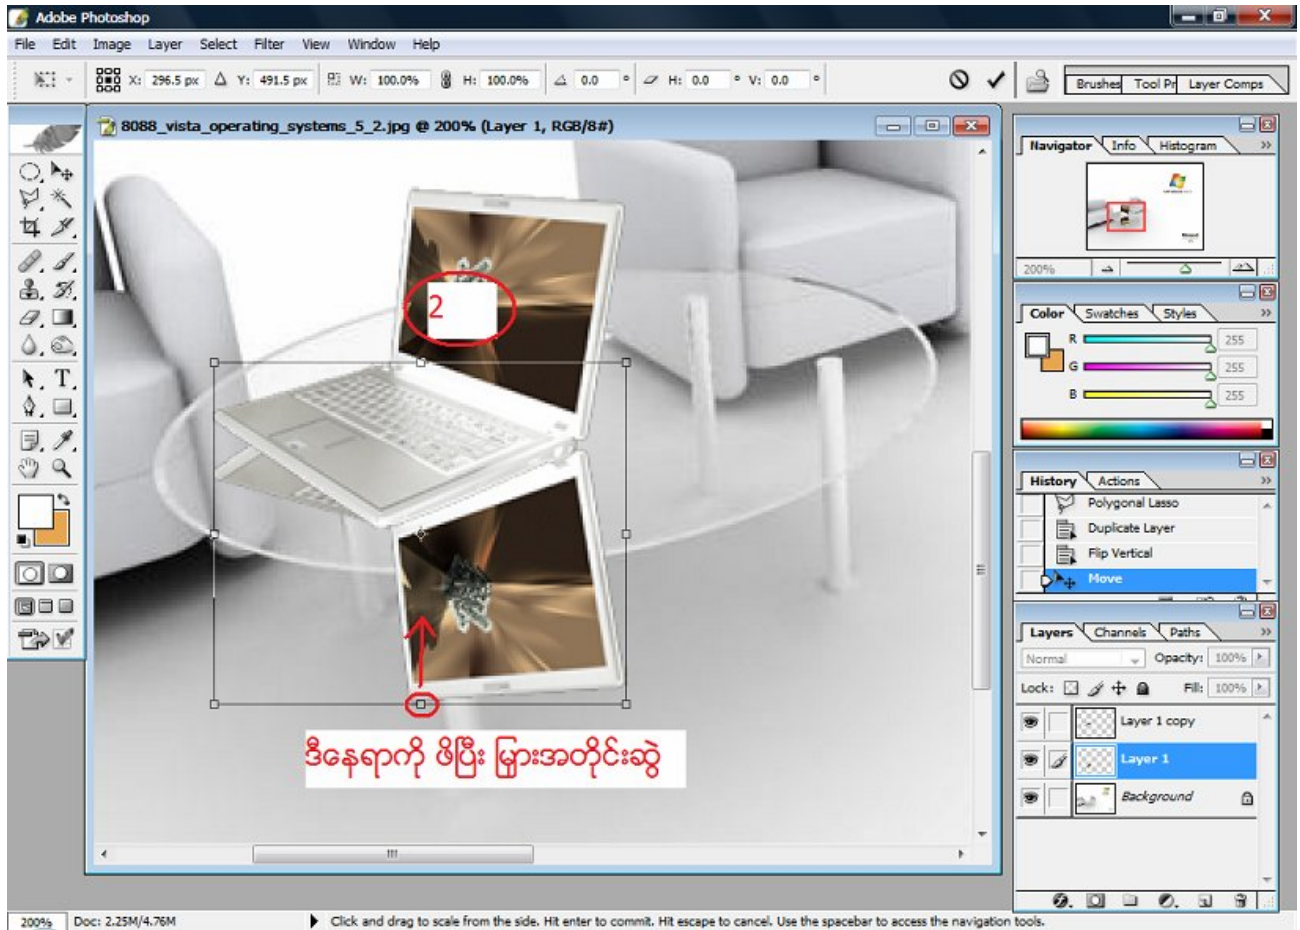 Adobe Photoshop
File Edit Image Layer Select Filter View Window Help
X: 296.5 px Y: 491.5 px W: 100.0% H: 100.0% 0.0 ° H: 0.0 ° V: 0.0 °
Brushes Tool Pr Layer Comps
8088_vista_operating_systems_5_2.jpg @ 200% (Layer 1, RGB/8#)
2
ဒီနေရာကို ဖိပြီး မြှားအတိုင်းဆွဲ
Navigator Info Histogram
200%
Color Swatches Styles
R 255
G 255
B 255
History Actions
Polygonal Lasso
Duplicate Layer
Flip Vertical
Move
Layers Channels Paths
Normal Opacity: 100%
Lock: Fill: 100%
Layer 1 copy
Layer 1
Background
200% Doc: 2.25M/4.76M Click and drag to scale from the side. Hit enter to commit. Hit escape to cancel. Use the spacebar to access the navigation tools.